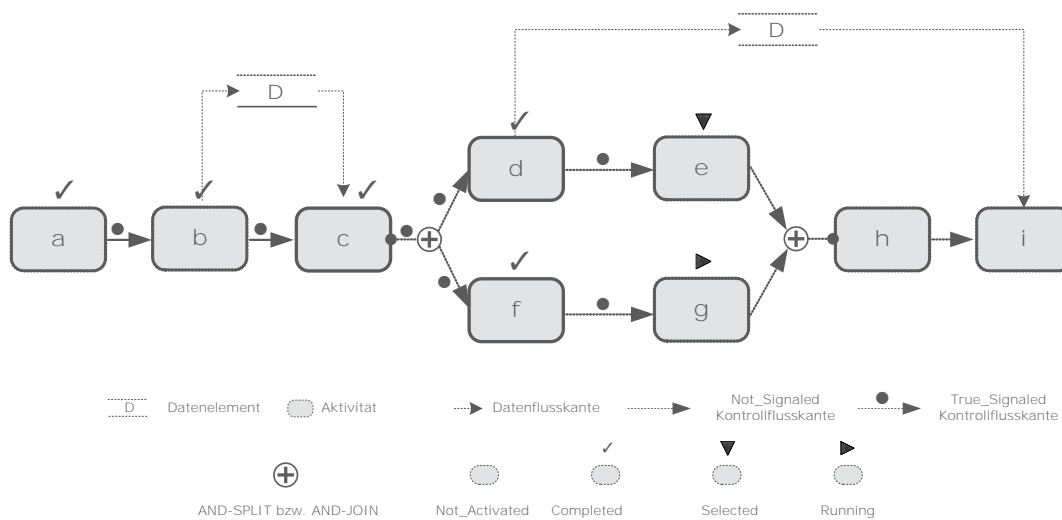 D
D
d
e
a
b
c
h
i
f
g
D
Datenelement
Aktivität
Datenflusskante
Not_Signaled
Kontrollflusskante
True_Signaled
Kontrollflusskante
AND-SPLIT bzw. AND-JOIN
Not_Activated
Completed
Selected
Running